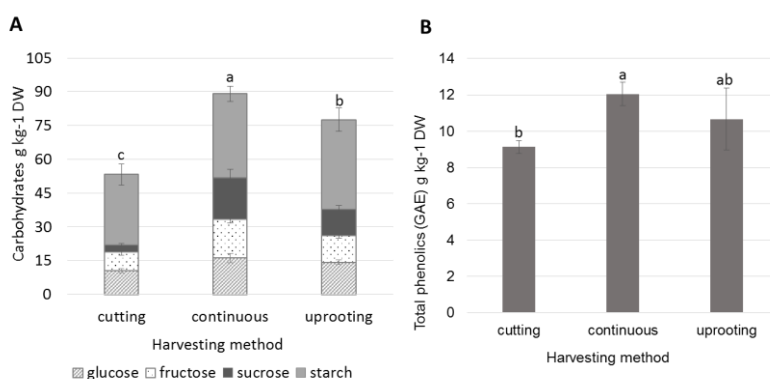 A
Carbohydrates g kg-1 DW
105
90
75
60
45
30
15
0
c
a
b
cutting continuous uprooting
Harvesting method
glucose fructose sucrose starch
B
Total phenolics (GAE) g kg-1 DW
14
12
10
8
6
4
2
0
b
a
ab
cutting continuous uprooting
Harvesting method